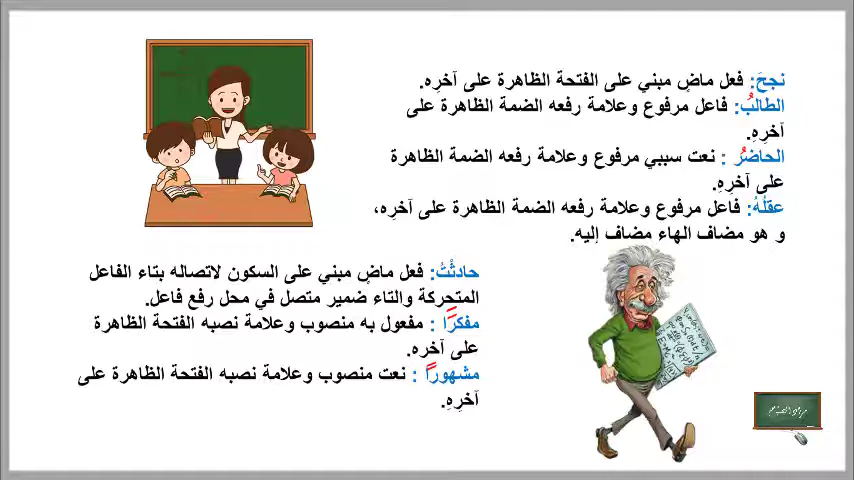 نجحَ: فعل ماضٍ مبني على الفتحة الظاهرة على آخرِه.
الطالبُ: فاعل مرفوع وعلامة رفعه الضمة الظاهرة على
آخرِه.
الحاضرُ : نعت سببي مرفوع وعلامة رفعه الضمة الظاهرة
على آخرِهِ.
عقلُهُ: فاعل مرفوع وعلامة رفعه الضمة الظاهرة على آخرِه،
و هو مضاف الهاء مضاف إليه.
حادثْتُ: فعل ماضٍ مبني على السكون لاتصاله بتاء الفاعل
المتحركة والتاء ضمير متصل في محل رفع فاعل.
مفكرًا : مفعول به منصوب وعلامة نصبه الفتحة الظاهرة
على آخره.
مشهوراً : نعت منصوب وعلامة نصبه الفتحة الظاهرة على
آخرِهِ.